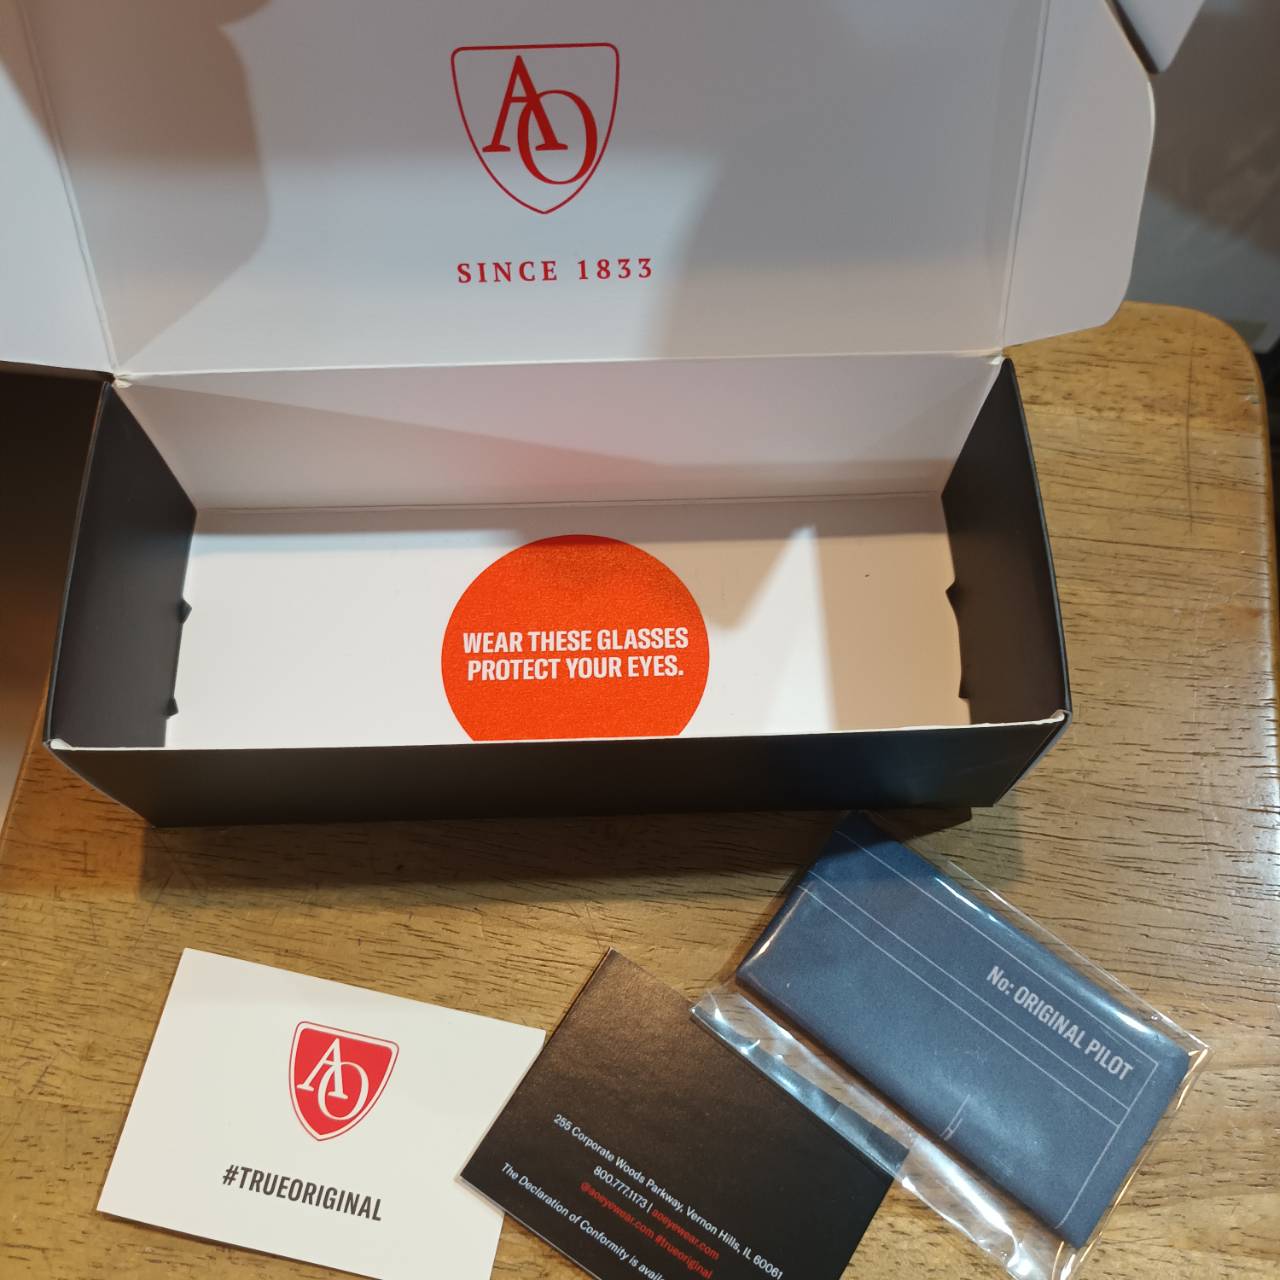 AO
SINCE 1833
WEAR THESE GLASSES
PROTECT YOUR EYES.
No: ORIGINAL PILOT
AO
#TRUEORIGINAL
255 Corporate Woods Parkway, Vernon Hills, IL 60061
800.777.1173 | aoeyewear.com
@aoeyewear.com #trueoriginal
The Declaration of Conformity is